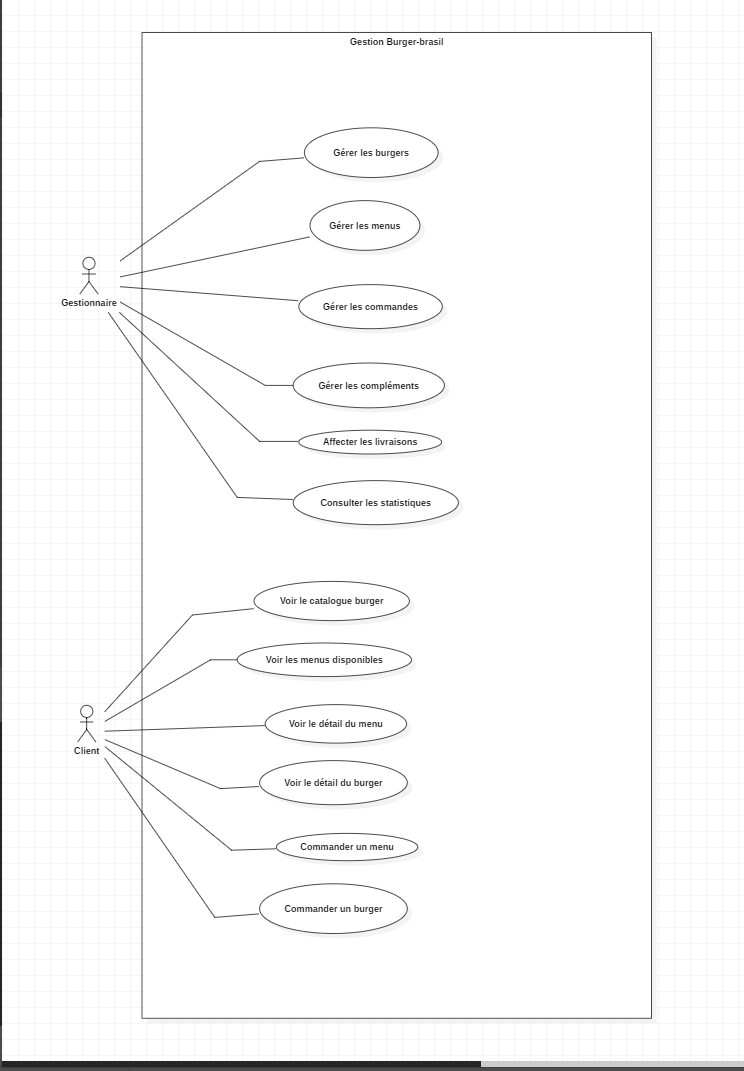 Gestion Burger-brasil
Gérer les burgers
Gérer les menus
Gestionnaire
Gérer les commandes
Gérer les compléments
Affecter les livraisons
Consulter les statistiques
Voir le catalogue burger
Voir les menus disponibles
Voir le détail du menu
Client
Voir le détail du burger
Commander un menu
Commander un burger